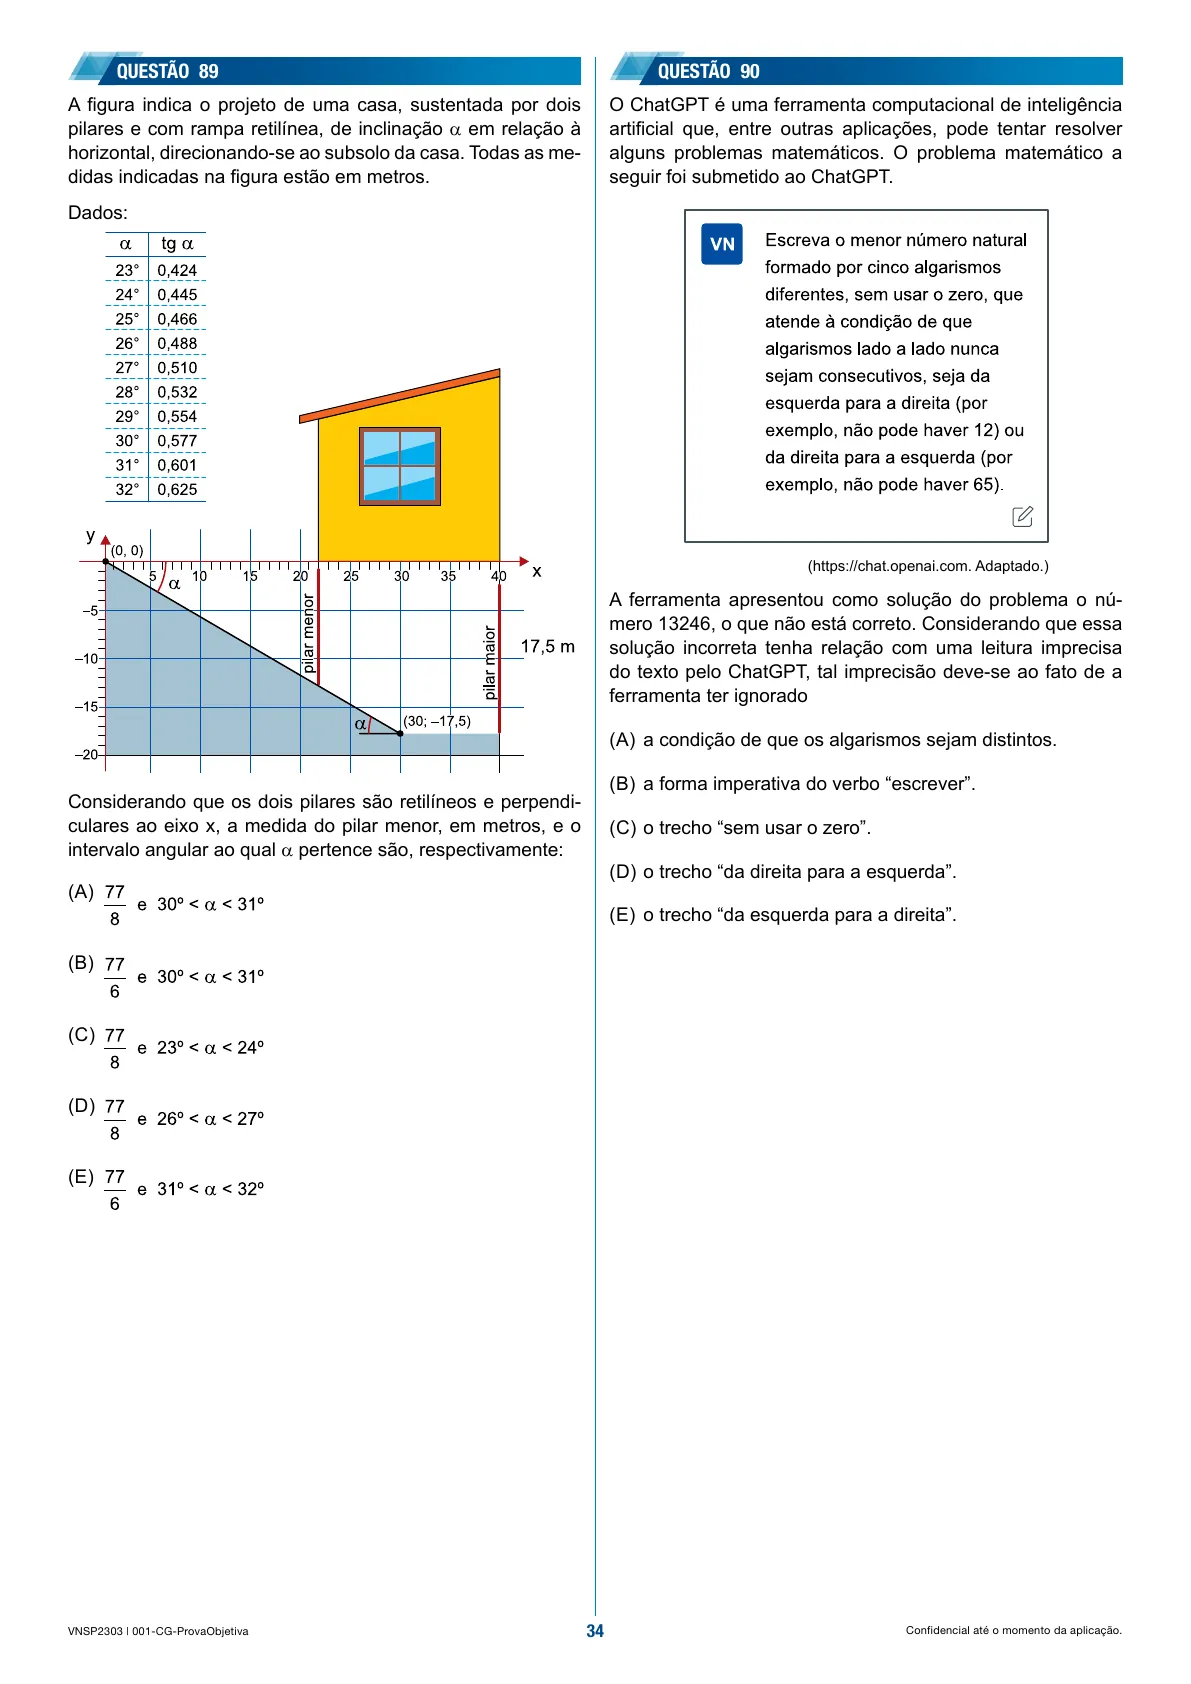 QUESTÃO 89
A figura indica o projeto de uma casa, sustentada por dois
pilares e com rampa retilínea, de inclinação α em relação à
horizontal, direcionando-se ao subsolo da casa. Todas as me-
didas indicadas na figura estão em metros.
Dados:
α tg α
23° 0,424
24° 0,445
25° 0,466
26° 0,488
27° 0,510
28° 0,532
29° 0,554
30° 0,577
31° 0,601
32° 0,625
y
(0, 0)
5 10 15 20 25 30 35 40 x
α
–5
–10
–15
–20
pilar menor
pilar maior
17,5 m
α
(30; –17,5)
Considerando que os dois pilares são retilíneos e perpendi-
culares ao eixo x, a medida do pilar menor, em metros, e o
intervalo angular ao qual α pertence são, respectivamente:
(A) 77/8 e 30º < α < 31º
(B) 77/6 e 30º < α < 31º
(C) 77/8 e 23º < α < 24º
(D) 77/8 e 26º < α < 27º
(E) 77/6 e 31º < α < 32º
QUESTÃO 90
O ChatGPT é uma ferramenta computacional de inteligência
artificial que, entre outras aplicações, pode tentar resolver
alguns problemas matemáticos. O problema matemático a
seguir foi submetido ao ChatGPT.
VN
Escreva o menor número natural
formado por cinco algarismos
diferentes, sem usar o zero, que
atende à condição de que
algarismos lado a lado nunca
sejam consecutivos, seja da
esquerda para a direita (por
exemplo, não pode haver 12) ou
da direita para a esquerda (por
exemplo, não pode haver 65).
(https://chat.openai.com. Adaptado.)
A ferramenta apresentou como solução do problema o nú-
mero 13246, o que não está correto. Considerando que essa
solução incorreta tenha relação com uma leitura imprecisa
do texto pelo ChatGPT, tal imprecisão deve-se ao fato de a
ferramenta ter ignorado
(A) a condição de que os algarismos sejam distintos.
(B) a forma imperativa do verbo “escrever”.
(C) o trecho “sem usar o zero”.
(D) o trecho “da direita para a esquerda”.
(E) o trecho “da esquerda para a direita”.
VNSP2303 | 001-CG-ProvaObjetiva
34
Confidencial até o momento da aplicação.